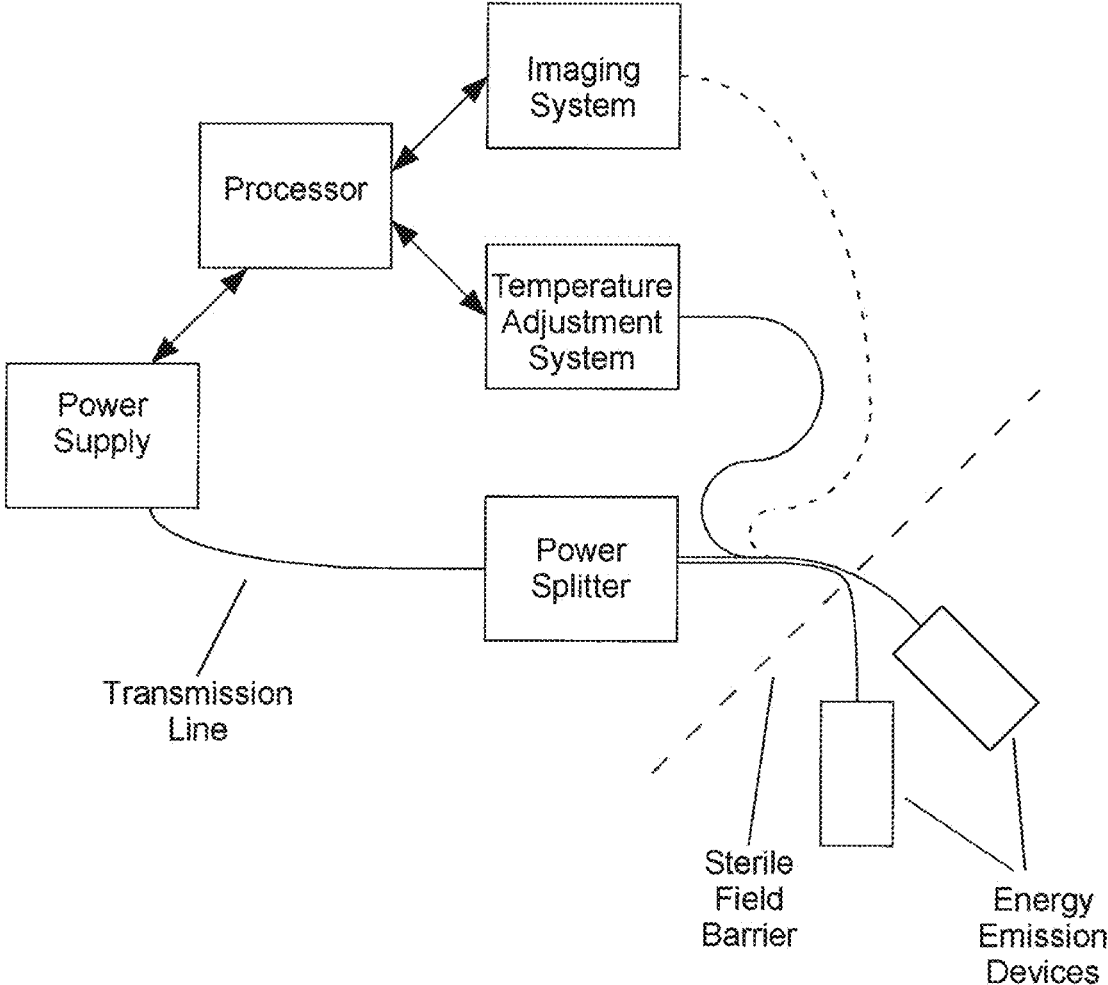 Imaging
System
Processor
Temperature
Adjustment
System
Power
Supply
Power
Splitter
Transmission
Line
Sterile
Field
Barrier
Energy
Emission
Devices